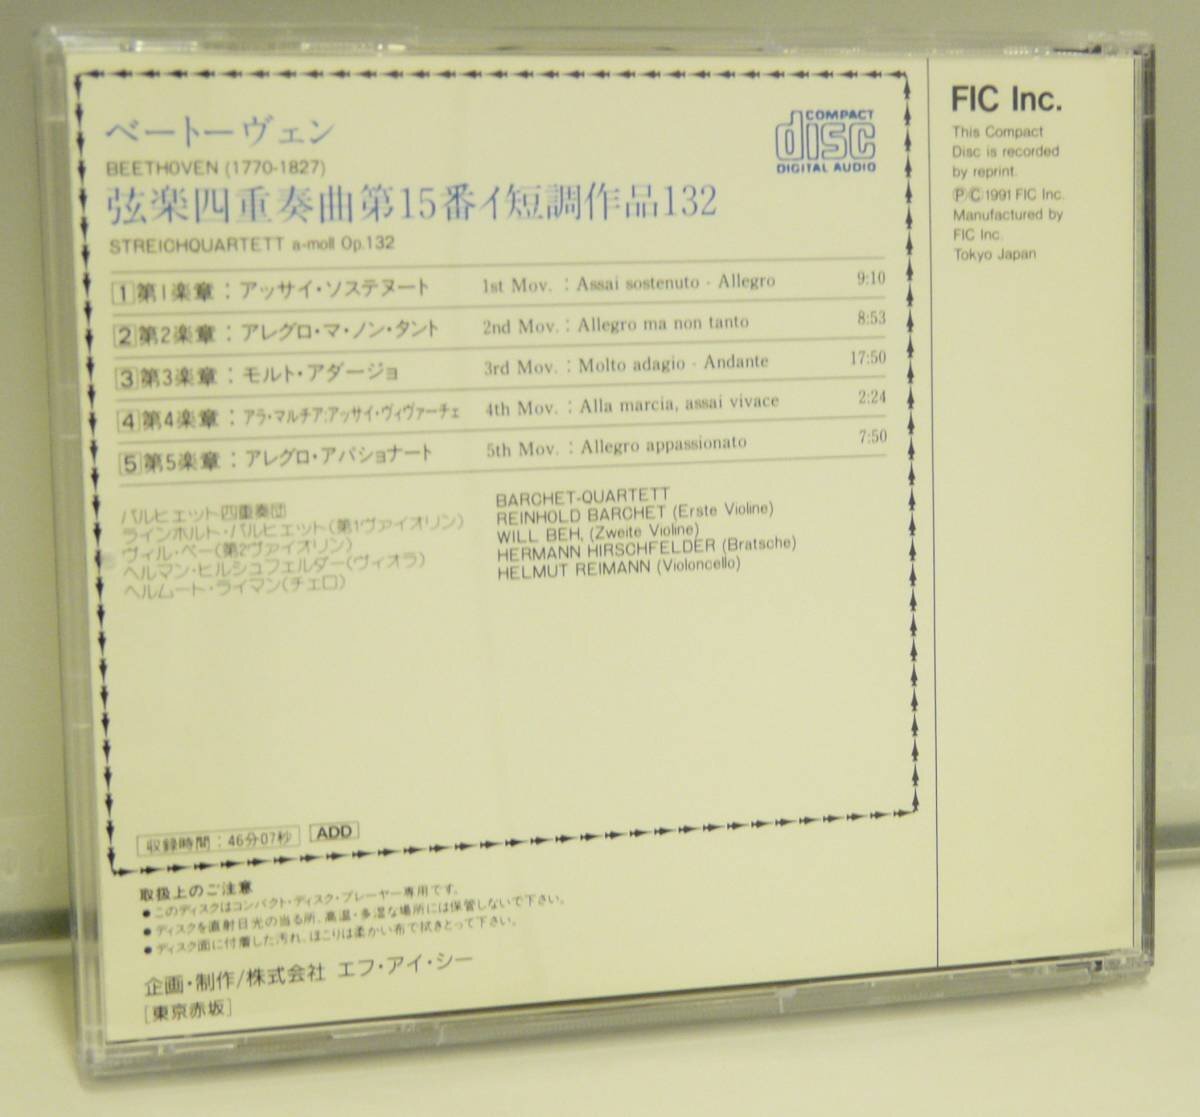 ベートーヴェン
BEETHOVEN (1770-1827)
弦楽四重奏曲第15番イ短調作品132
STREICHQUARTETT a-moll Op.132
COMPACT
disc
DIGITAL AUDIO
1 第1楽章：アッサイ・ソステヌート 1st Mov.：Assai sostenuto - Allegro 9:10
2 第2楽章：アレグロ・マ・ノン・タント 2nd Mov.：Allegro ma non tanto 8:53
3 第3楽章：モルト・アダージョ 3rd Mov.：Molto adagio - Andante 17:50
4 第4楽章：アラ・マルチア；アッサイ・ヴィヴァーチェ 4th Mov.：Alla marcia, assai vivace 2:24
5 第5楽章：アレグロ・アパショナート 5th Mov.：Allegro appassionato 7:50
バルヒェット四重奏団
ラインホルト・バルヒェット(第1ヴァイオリン)
ヴィル・ベー(第2ヴァイオリン)
ヘルマン・ヒルシュフェルダー(ヴィオラ)
ヘルムート・ライマン(チェロ)
BARCHET-QUARTETT
REINHOLD BARCHET (Erste Violine)
WILL BEH, (Zweite Violine)
HERMANN HIRSCHFELDER (Bratsche)
HELMUT REIMANN (Violoncello)
収録時間：46分07秒 ADD
取扱上のご注意
●このディスクはコンパクト・ディスク・プレーヤー専用です。
●ディスクを直射日光の当る所、高温・多湿な場所には保管しないで下さい。
●ディスク面に付着した汚れ、ほこりは柔かい布で拭きとって下さい。
企画・制作/株式会社 エフ・アイ・シー
[東京赤坂]
FIC Inc.
This Compact
Disc is recorded
by reprint.
Ⓟ/Ⓒ 1991 FIC Inc.
Manufactured by
FIC Inc.
Tokyo Japan